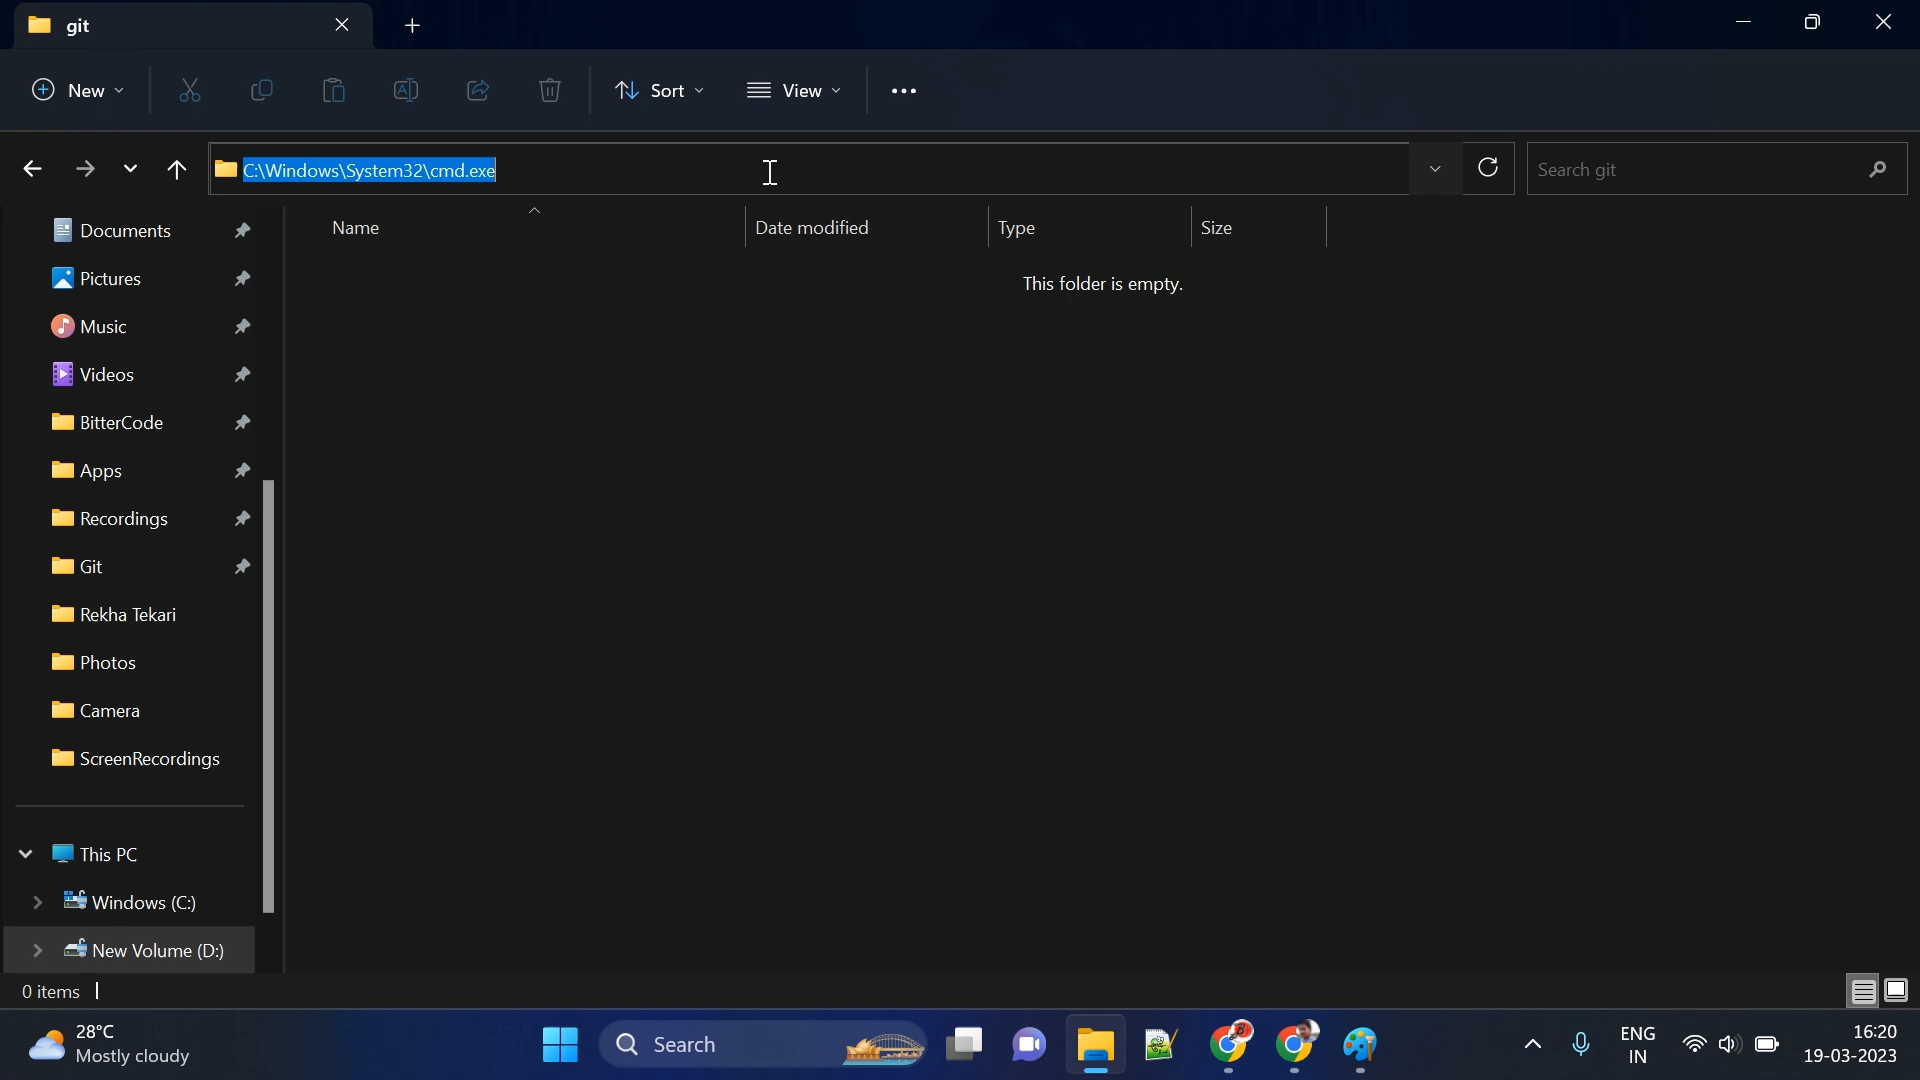 git
New
Sort
View
C:\Windows\System32\cmd.exe
Search git
Documents
Pictures
Music
Videos
BitterCode
Apps
Recordings
Git
Rekha Tekari
Photos
Camera
ScreenRecordings
This PC
Windows (C:)
New Volume (D:)
Name
Date modified
Type
Size
This folder is empty.
0 items
28°C
Mostly cloudy
Search
ENG
IN
16:20
19-03-2023